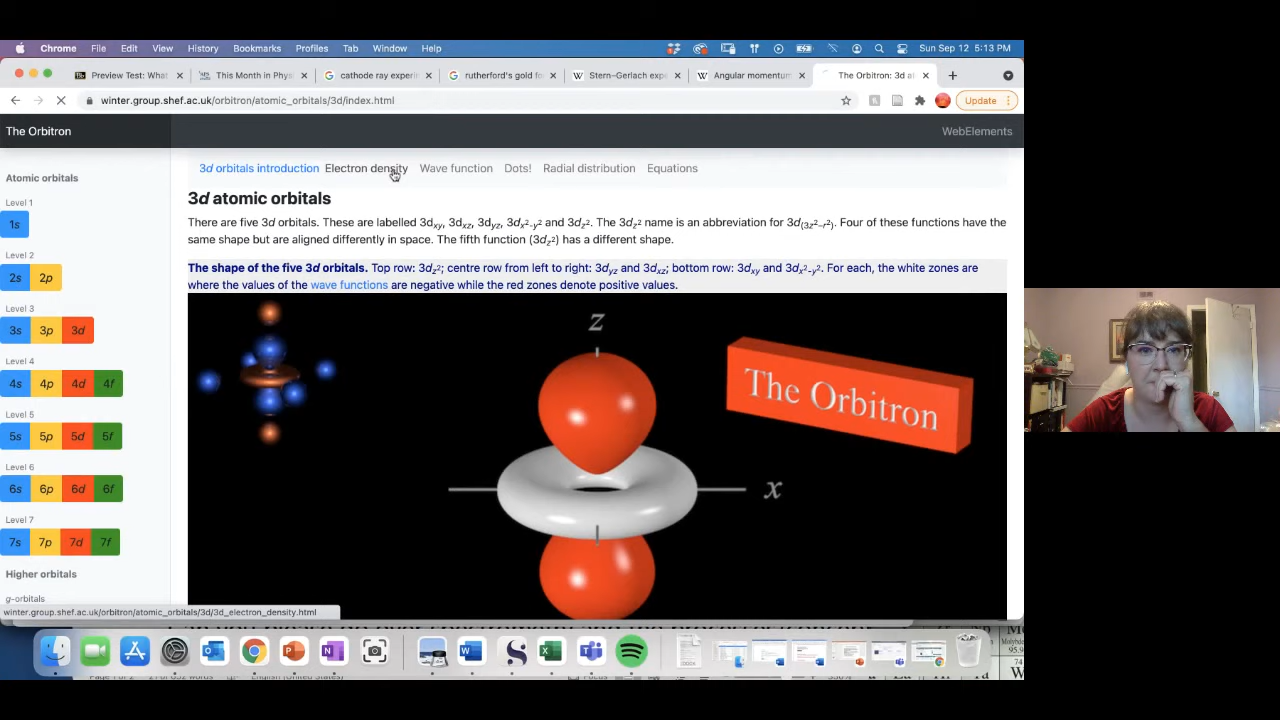 Chrome File Edit View History Bookmarks Profiles Tab Window Help Sun Sep 12 5:13 PM
Preview Test: What This Month in Physi cathode ray experi rutherford's gold fo Stern–Gerlach expe Angular momentum The Orbitron: 3d at
winter.group.shef.ac.uk/orbitron/atomic_orbitals/3d/index.html Update
The Orbitron WebElements
3d orbitals introduction Electron density Wave function Dots! Radial distribution Equations
Atomic orbitals
Level 1
1s
Level 2
2s 2p
Level 3
3s 3p 3d
Level 4
4s 4p 4d 4f
Level 5
5s 5p 5d 5f
Level 6
6s 6p 6d 6f
Level 7
7s 7p 7d 7f
Higher orbitals
g-orbitals
3d atomic orbitals
There are five 3d orbitals. These are labelled 3dxy, 3dxz, 3dyz, 3dx²-y² and 3dz². The 3dz² name is an abbreviation for 3d(3z²-r²). Four of these functions have the
same shape but are aligned differently in space. The fifth function (3dz²) has a different shape.
The shape of the five 3d orbitals. Top row: 3dz²; centre row from left to right: 3dyz and 3dxz; bottom row: 3dxy and 3dx²-y². For each, the white zones are
where the values of the wave functions are negative while the red zones denote positive values.
z
The Orbitron
x
winter.group.shef.ac.uk/orbitron/atomic_orbitals/3d/3d_electron_density.html